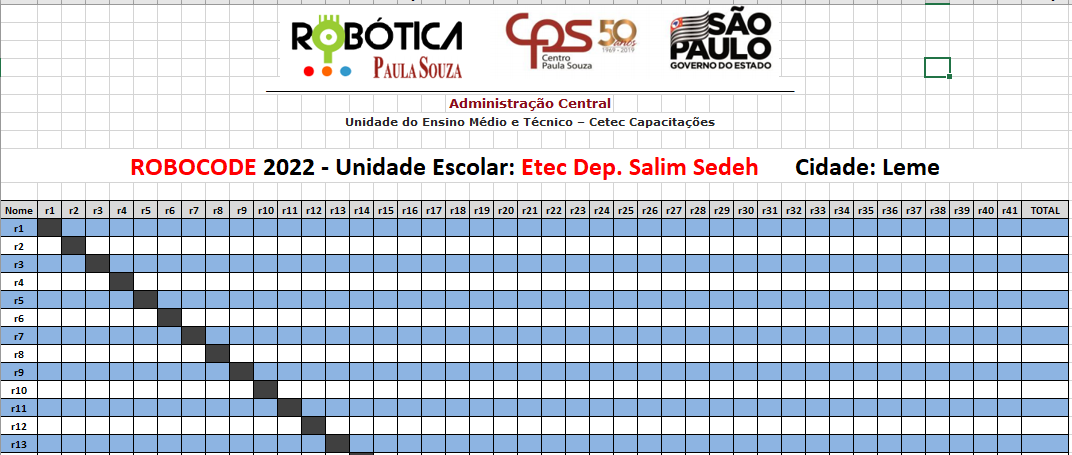 ROBÓTICA
PAULA SOUZA
CPS 50 anos
1969 - 2019
Centro
Paula Souza
SÃO
PAULO
GOVERNO DO ESTADO
Administração Central
Unidade do Ensino Médio e Técnico – Cetec Capacitações
ROBOCODE 2022 - Unidade Escolar: Etec Dep. Salim Sedeh Cidade: Leme
Nome r1 r2 r3 r4 r5 r6 r7 r8 r9 r10 r11 r12 r13 r14 r15 r16 r17 r18 r19 r20 r21 r22 r23 r24 r25 r26 r27 r28 r29 r30 r31 r32 r33 r34 r35 r36 r37 r38 r39 r40 r41 TOTAL
r1
r2
r3
r4
r5
r6
r7
r8
r9
r10
r11
r12
r13